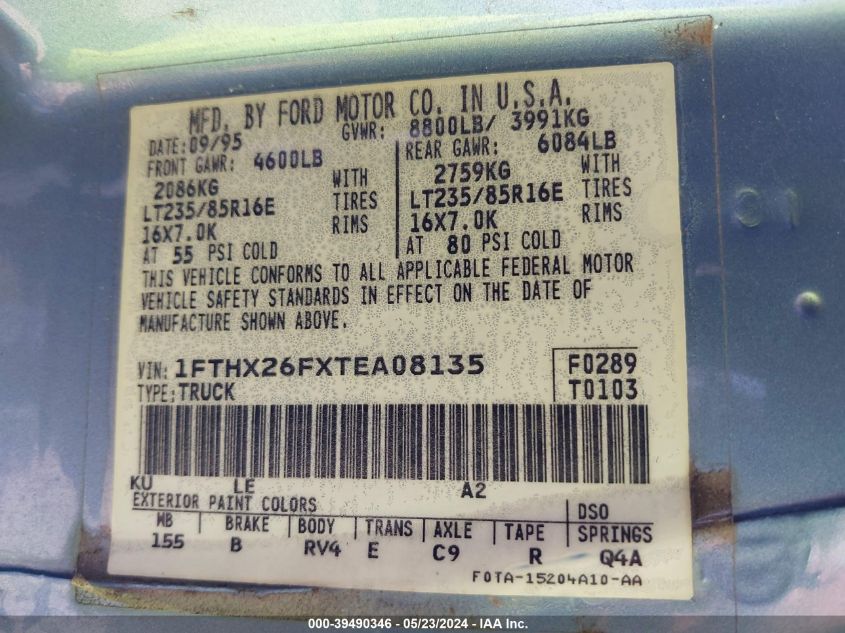 MFD. BY FORD MOTOR CO. IN U.S.A.
DATE: 09/95 GVWR: 8800LB/ 3991KG
FRONT GAWR: 4600LB REAR GAWR: 6084LB
2086KG WITH 2759KG WITH
LT235/85R16E TIRES LT235/85R16E TIRES
16X7.0K RIMS 16X7.0K RIMS
AT 55 PSI COLD AT 80 PSI COLD
THIS VEHICLE CONFORMS TO ALL APPLICABLE FEDERAL MOTOR
VEHICLE SAFETY STANDARDS IN EFFECT ON THE DATE OF
MANUFACTURE SHOWN ABOVE.
VIN: 1FTHX26FXTEA08135 F0289
TYPE: TRUCK T0103
KU LE A2
EXTERIOR PAINT COLORS DSO
WB BRAKE BODY TRANS AXLE TAPE SPRINGS
155 B RV4 E C9 R Q4A
F0TA-15204A10-AA
000-39490346 - 05/23/2024 - IAA Inc.